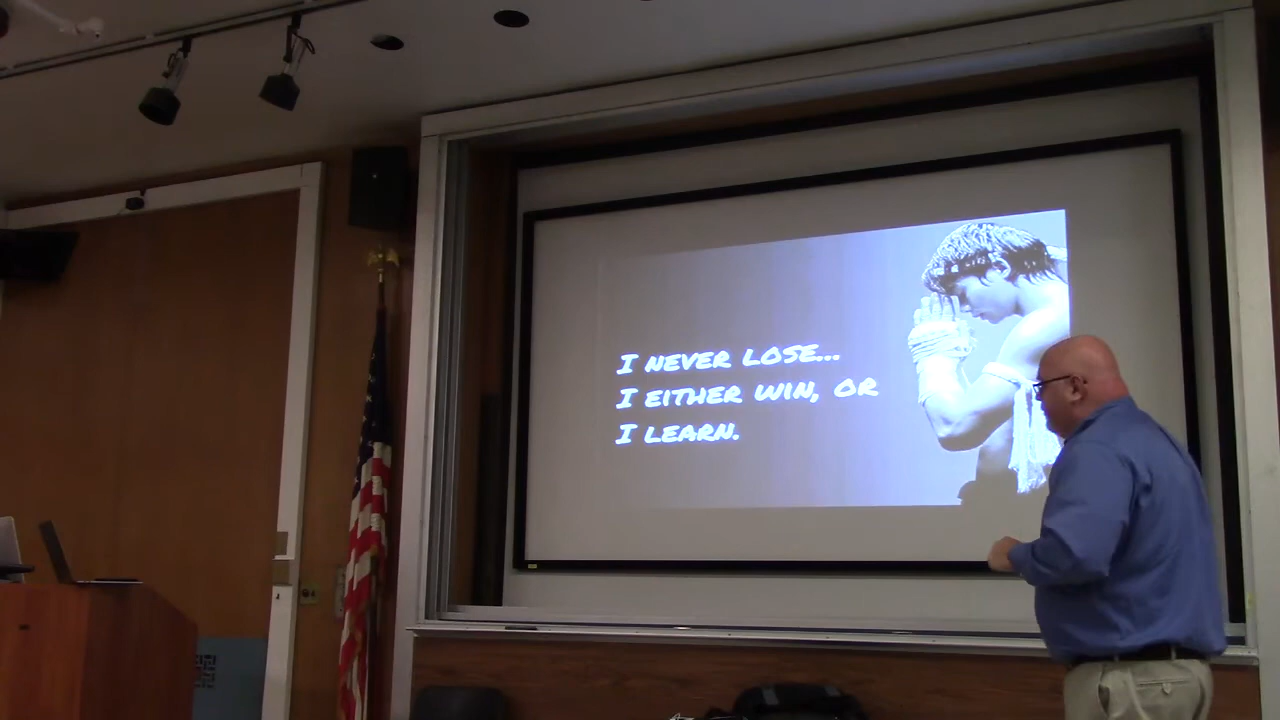 I NEVER LOSE...
I EITHER WIN, OR
I LEARN.